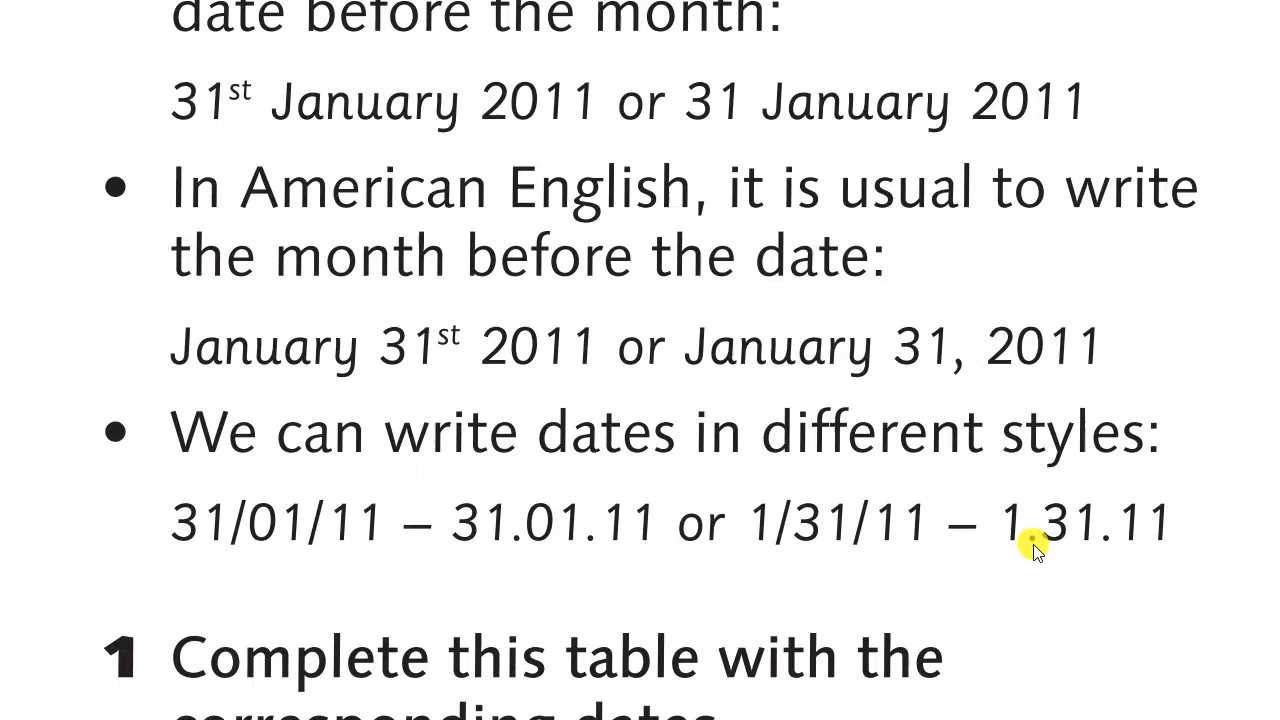 date before the month:
31st January 2011 or 31 January 2011
• In American English, it is usual to write
the month before the date:
January 31st 2011 or January 31, 2011
• We can write dates in different styles:
31/01/11 – 31.01.11 or 1/31/11 – 1.31.11
1 Complete this table with the
corresponding dates